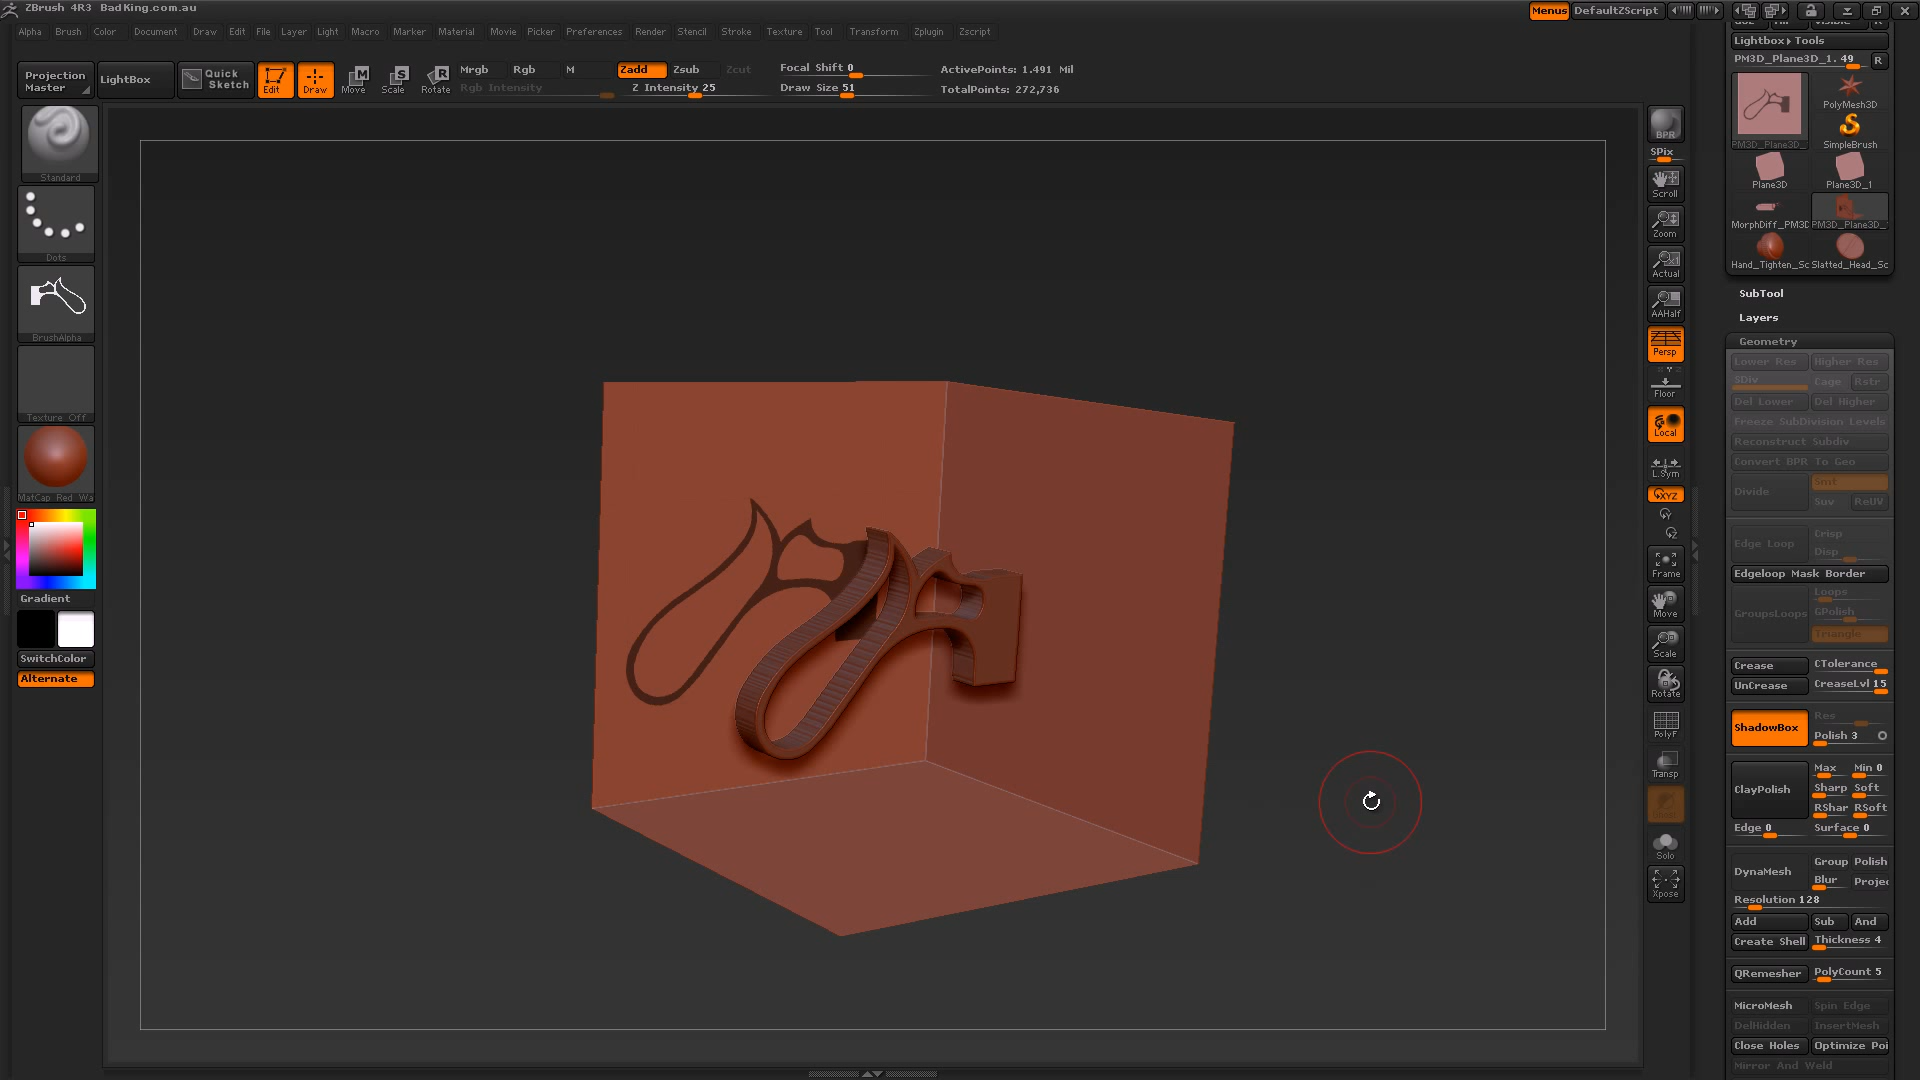 ZBrush 4R3 BadKing.com.au
Menus DefaultZScript
Alpha Brush Color Document Draw Edit File Layer Light Macro Marker Material Movie Picker Preferences Render Stencil Stroke Texture Tool Transform Zplugin Zscript
Projection Master
LightBox
Quick Sketch
Edit
Draw
Move
Scale
Rotate
Mrgb Rgb M
Rgb Intensity
Zadd Zsub Zcut
Z Intensity 25
Focal Shift 0
Draw Size 51
ActivePoints: 1.491 Mil
TotalPoints: 272,736
Standard
Dots
BrushAlpha
Texture Off
MatCap Red Wa
Gradient
SwitchColor
Alternate
BPR
SPix
Scroll
Zoom
Actual
AAHalf
Persp
Floor
Local
L.Sym
XYZ
Y
Z
Frame
Move
Scale
Rotate
PolyF
Transp
Solo
Xpose
Lightbox Tools
PM3D_Plane3D_1. 49 R
PM3D_Plane3D_
PolyMesh3D
SimpleBrush
Plane3D
Plane3D_1
MorphDiff_PM3D
PM3D_Plane3D_
Hand_Tighten_Sc
Slatted_Head_Sc
SubTool
Layers
Geometry
Lower Res Higher Res
SDiv Cage Rstr
Del Lower Del Higher
Freeze SubDivision Levels
Reconstruct Subdiv
Convert BPR To Geo
Divide Smt
Suv ReUV
Edge Loop Crisp
Disp
Edgeloop Mask Border
GroupsLoops Loops
GPolish
Triangle
Crease CTolerance
UnCrease CreaseLvl 15
ShadowBox Res
Polish 3
ClayPolish Max Min 0
Sharp Soft
RShar RSoft
Edge 0 Surface 0
DynaMesh Group Polish
Blur Projec
Resolution 128
Add Sub And
Create Shell Thickness 4
QRemesher PolyCount 5
MicroMesh Spin Edge
DelHidden InsertMesh
Close Holes Optimize Poi
Mirror And Weld